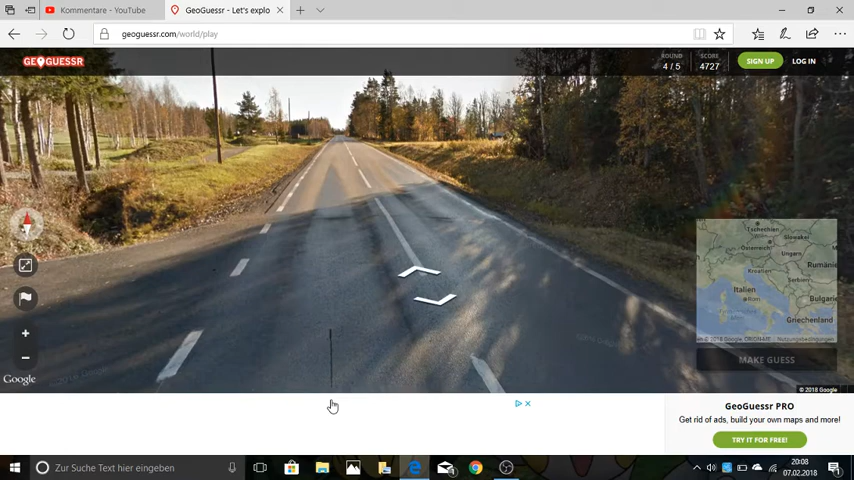 Kommentare - YouTube
GeoGuessr - Let's explo
geoguessr.com/world/play
GEOGUESSR
ROUND
4 / 5
SCORE
4727
SIGN UP
LOG IN
Tschechien
Slowakei
Österreich
Ungarn
Kroatien
Rumäni
Serbien
Italien
Rom
Bulgarie
Griechenland
MAKE GUESS
Google
© 2018 Google
GeoGuessr PRO
Get rid of ads, build your own maps and more!
TRY IT FOR FREE!
Zur Suche Text hier eingeben
20:08
07.02.2018